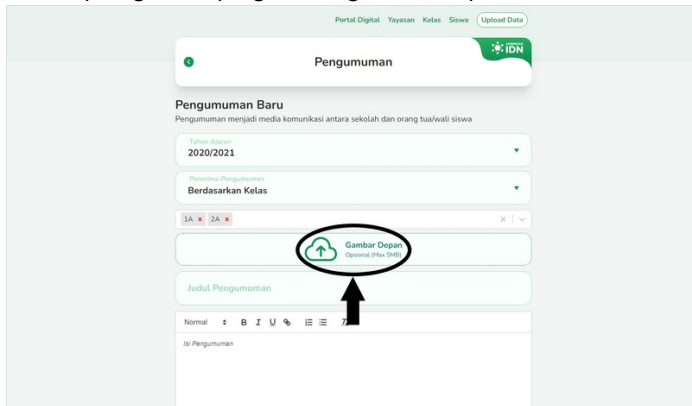 Portal Digital Yayasan Kelas Siswa Upload Data
IDN
Pengumuman
Pengumuman Baru
Pengumuman menjadi media komunikasi antara sekolah dan orang tua/wali siswa
Tahun Ajaran
2020/2021
Penerima Pengumuman
Berdasarkan Kelas
1A x 2A x
Gambar Depan
Opsional (Max 5MB)
Judul Pengumuman
Normal B I U
Isi Pengumuman